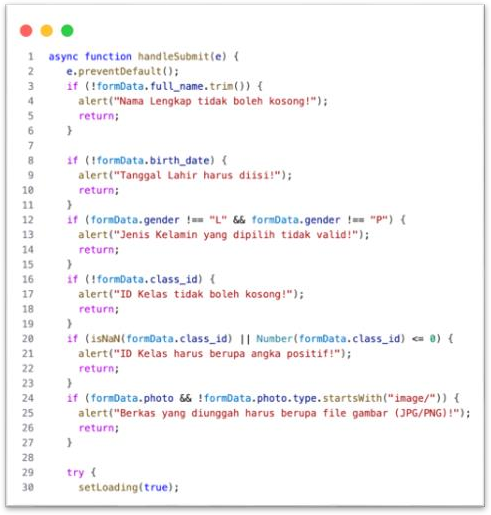 1 async function handleSubmit(e) {
2 e.preventDefault();
3 if (!formData.full_name.trim()) {
4 alert("Nama Lengkap tidak boleh kosong!");
5 return;
6 }
7
8 if (!formData.birth_date) {
9 alert("Tanggal Lahir harus diisi!");
10 return;
11 }
12 if (formData.gender !== "L" && formData.gender !== "P") {
13 alert("Jenis Kelamin yang dipilih tidak valid!");
14 return;
15 }
16 if (!formData.class_id) {
17 alert("ID Kelas tidak boleh kosong!");
18 return;
19 }
20 if (isNaN(formData.class_id) || Number(formData.class_id) <= 0) {
21 alert("ID Kelas harus berupa angka positif!");
22 return;
23 }
24 if (formData.photo && !formData.photo.type.startsWith("image/")) {
25 alert("Berkas yang diunggah harus berupa file gambar (JPG/PNG)!");
26 return;
27 }
28
29 try {
30 setLoading(true);